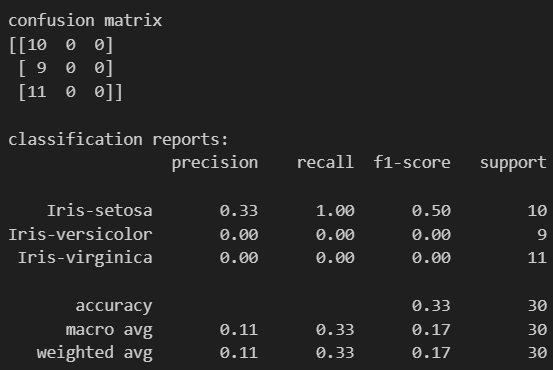 confusion matrix
[[10  0  0]
 [ 9  0  0]
 [11  0  0]]
classification reports:
                 precision    recall  f1-score   support
    Iris-setosa       0.33      1.00      0.50        10
Iris-versicolor       0.00      0.00      0.00         9
 Iris-virginica       0.00      0.00      0.00        11
       accuracy                           0.33        30
      macro avg       0.11      0.33      0.17        30
   weighted avg       0.11      0.33      0.17        30